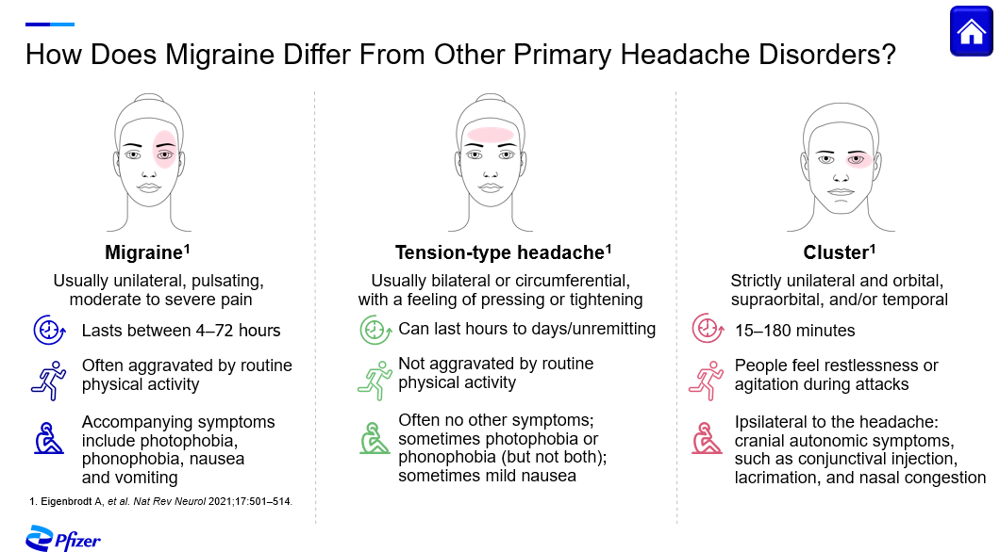 How Does Migraine Differ From Other Primary Headache Disorders?
Migraine1
Usually unilateral, pulsating,
moderate to severe pain
Lasts between 4–72 hours
Often aggravated by routine
physical activity
Accompanying symptoms
include photophobia,
phonophobia, nausea
and vomiting
Tension-type headache1
Usually bilateral or circumferential,
with a feeling of pressing or tightening
Can last hours to days/unremitting
Not aggravated by routine
physical activity
Often no other symptoms;
sometimes photophobia or
phonophobia (but not both);
sometimes mild nausea
Cluster1
Strictly unilateral and orbital,
supraorbital, and/or temporal
15–180 minutes
People feel restlessness or
agitation during attacks
Ipsilateral to the headache:
cranial autonomic symptoms,
such as conjunctival injection,
lacrimation, and nasal congestion
1. Eigenbrodt A, et al. Nat Rev Neurol 2021;17:501–514.
Pfizer